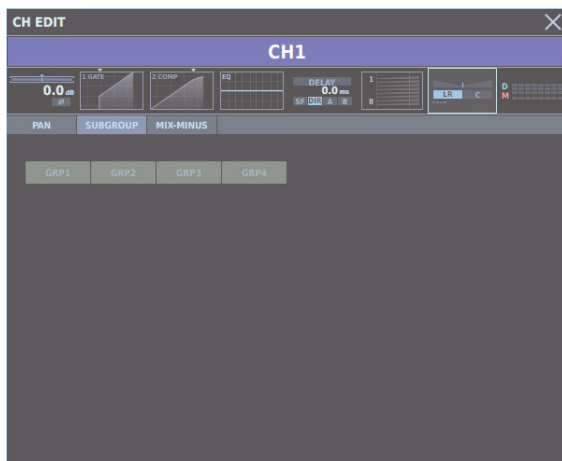 CH EDIT
CH1
0.0 dB
Ø
1 GATE
2 COMP
EQ
DELAY
0.0 ms
SF DIR A B
1
8
LR C
----
D
M
PAN SUBGROUP MIX-MINUS
GRP1 GRP2 GRP3 GRP4